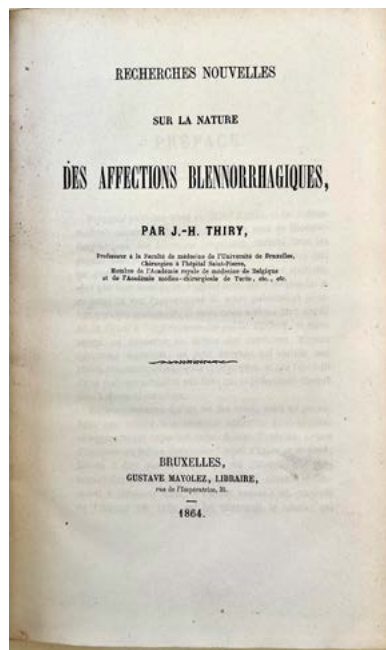 RECHERCHES NOUVELLES
SUR LA NATURE
DES AFFECTIONS BLENNORRHAGIQUES,
PAR J.-H. THIRY,
Professeur à la Faculté de médecine de l'Université de Bruxelles,
Chirurgien à l'hôpital Saint-Pierre,
Membre de l'Académie royale de médecine de Belgique
et de l'Académie médico-chirurgicale de Turin, etc., etc.
BRUXELLES,
GUSTAVE MAYOLEZ, LIBRAIRE,
rue de l'Impératrice,
1864.